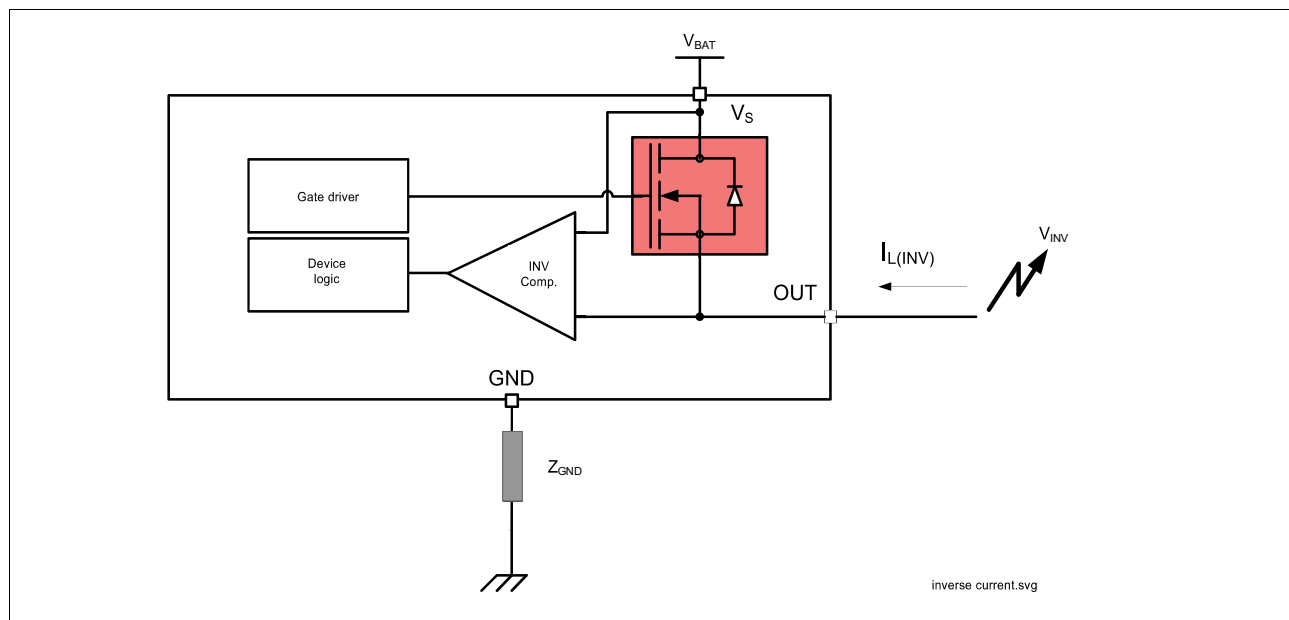 VBAT
VS
Gate driver
Device
logic
INV
Comp.
OUT
IL(INV)
VINV
GND
ZGND
inverse current.svg